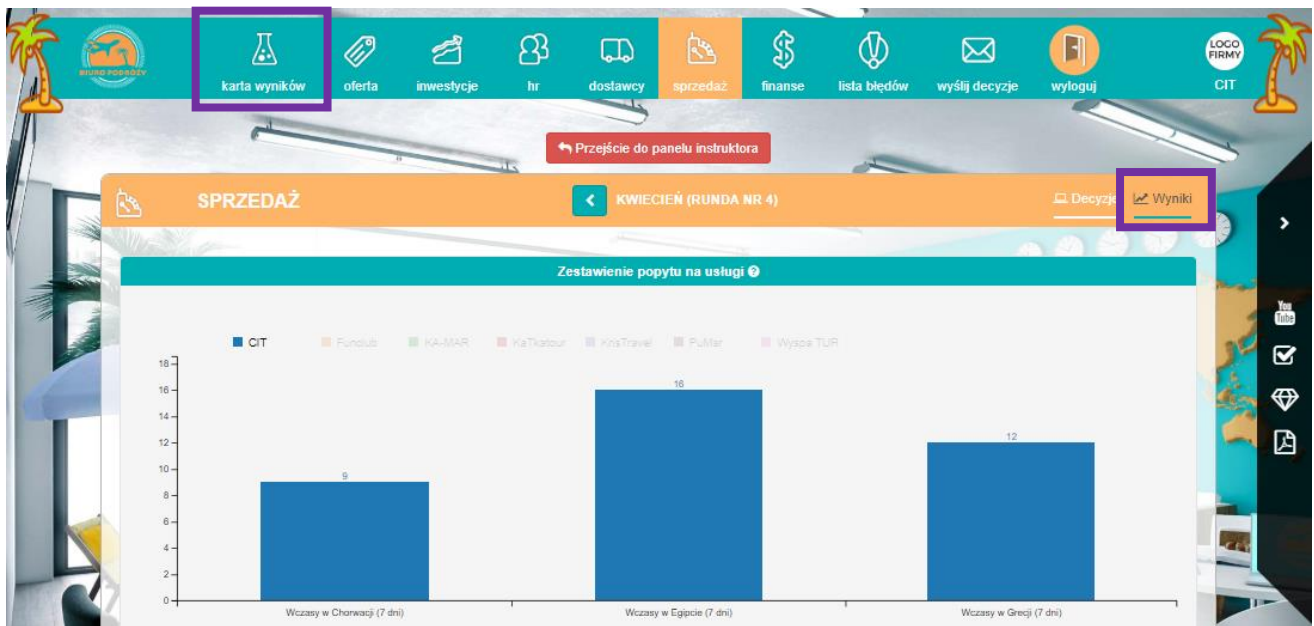 BIURO PODRÓŻY
karta wyników
oferta
inwestycje
hr
dostawcy
sprzedaż
finanse
lista błędów
wyślij decyzje
wyloguj
LOGO
FIRMY
CIT
Przejście do panelu instruktora
SPRZEDAŻ
KWIECIEŃ (RUNDA NR 4)
Decyzje
Wyniki
You
Tube
Zestawienie popytu na usługi
CIT
Funclub
KA-MAR
KaTkatour
KrisTravel
PuMar
Wyspa TUR
18
16
14
12
10
8
6
4
2
0
9
16
12
Wczasy w Chorwacji (7 dni)
Wczasy w Egipcie (7 dni)
Wczasy w Grecji (7 dni)